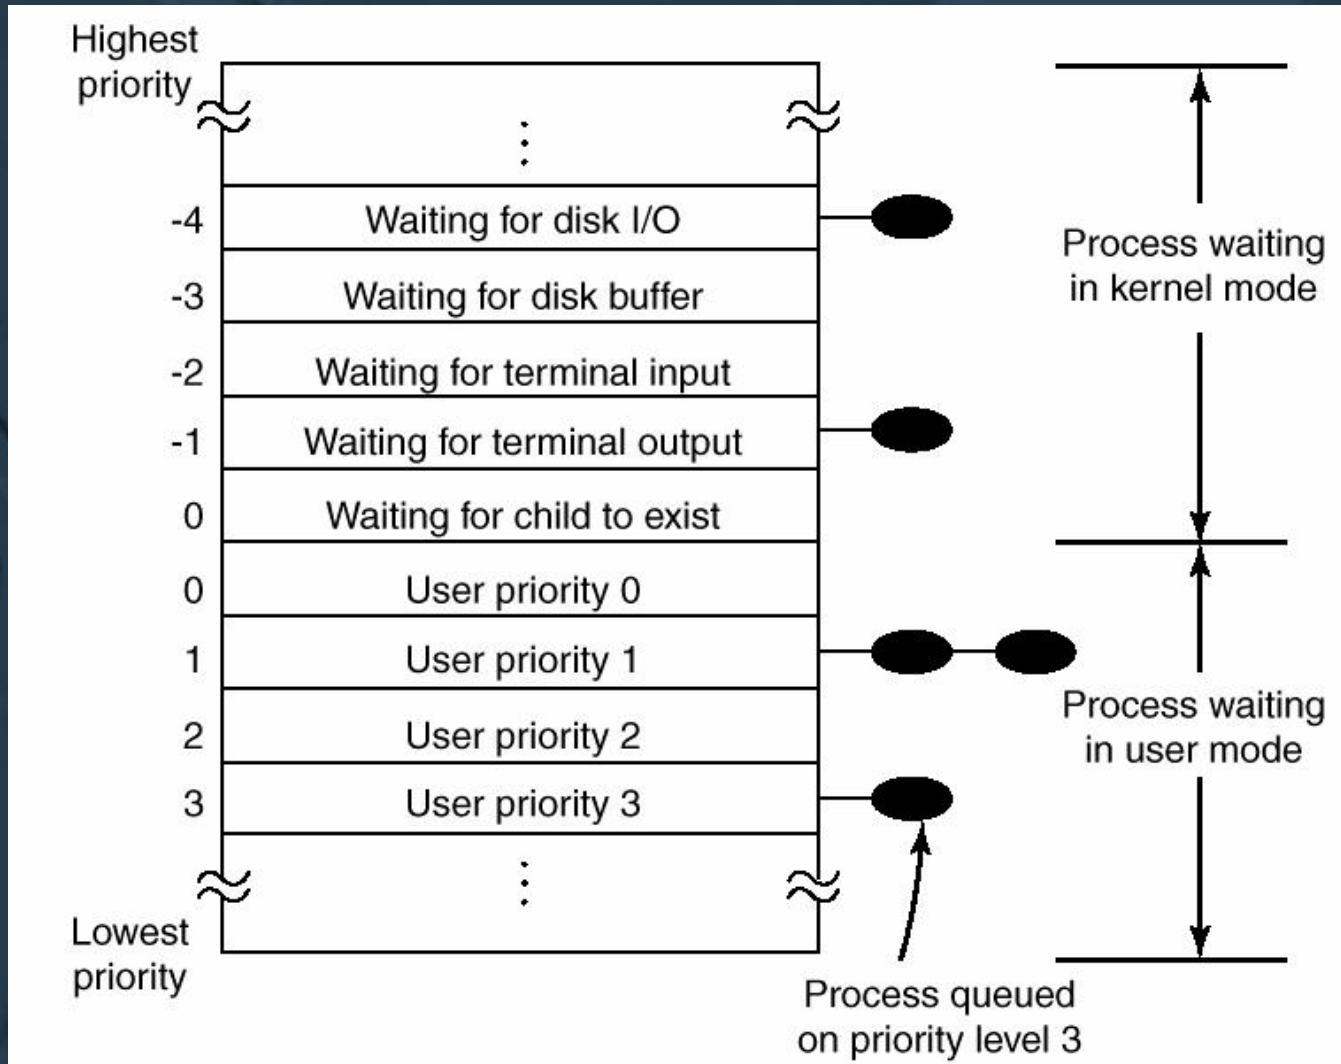 Highest
priority
-4 Waiting for disk I/O
-3 Waiting for disk buffer
-2 Waiting for terminal input
-1 Waiting for terminal output
0 Waiting for child to exist
0 User priority 0
1 User priority 1
2 User priority 2
3 User priority 3
Lowest
priority
Process waiting
in kernel mode
Process waiting
in user mode
Process queued
on priority level 3